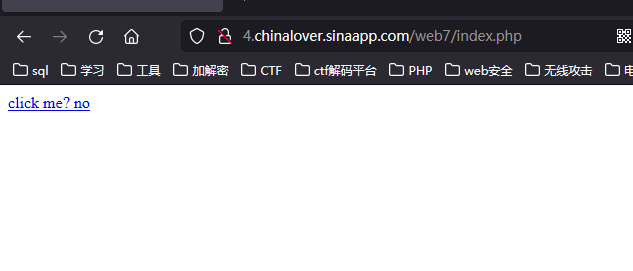 4.chinalover.sinaapp.com/web7/index.php
sql 学习 工具 加解密 CTF ctf解码平台 PHP web安全 无线攻击
click me? no